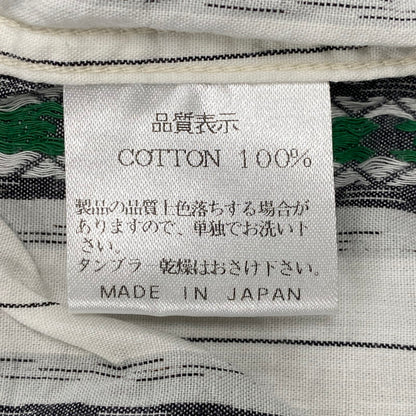 品質表示
COTTON 100%
製品の品質上色落ちする場合が
ありますので、単独でお洗い下
さい。
タンブラー乾燥はおさけ下さい。
MADE IN JAPAN